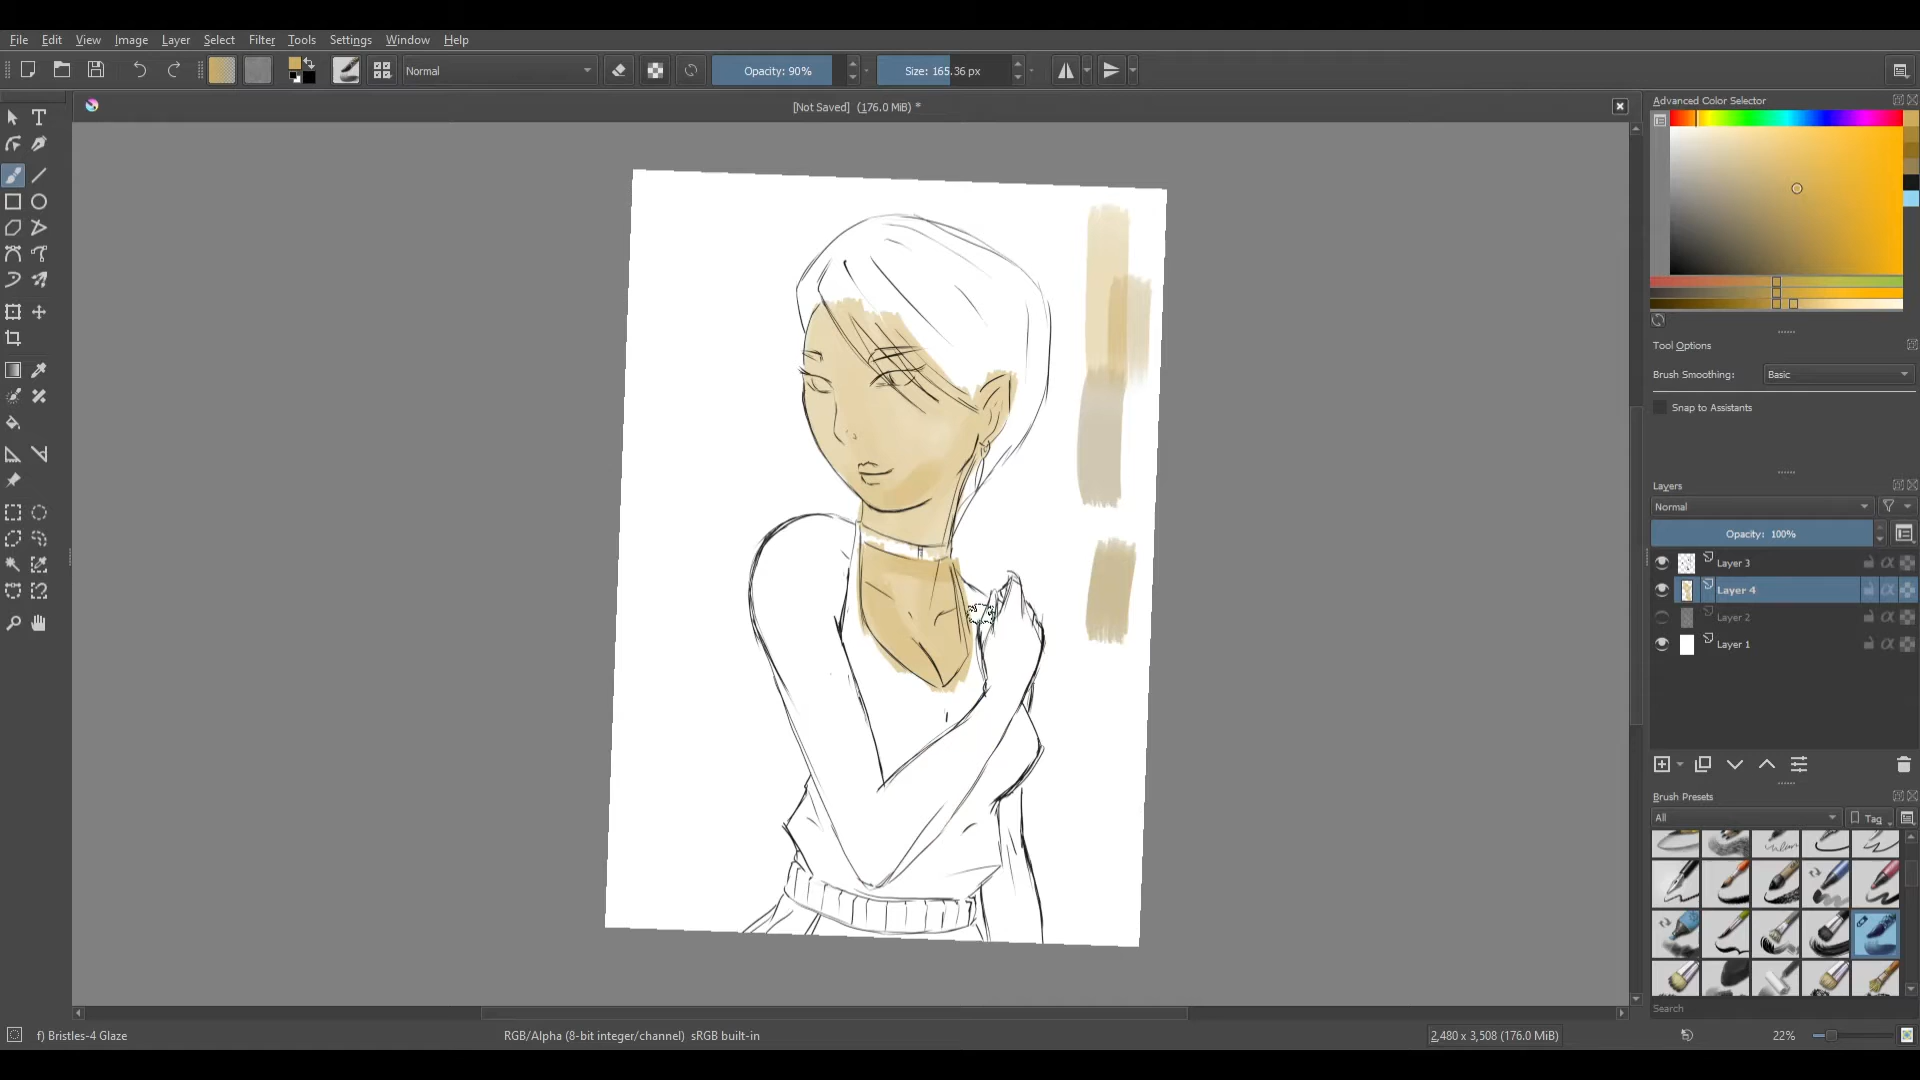 File Edit View Image Layer Select Filter Tools Settings Window Help
Normal
Opacity: 90%
Size: 165.36 px
[Not Saved] (176.0 MiB) *
Advanced Color Selector
Tool Options
Brush Smoothing: Basic
Snap to Assistants
Layers
Normal
Opacity: 100%
Layer 3
Layer 4
Layer 2
Layer 1
Brush Presets
All Tag
Search
f) Bristles-4 Glaze
RGB/Alpha (8-bit integer/channel) sRGB built-in
2,480 x 3,508 (176.0 MiB)
22%